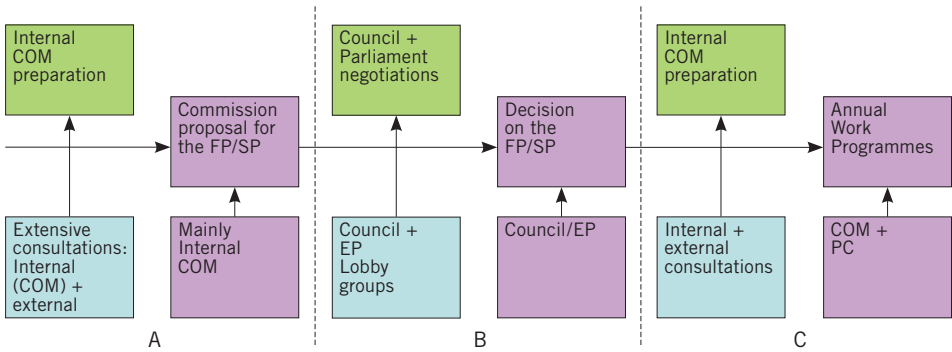 Internal
COM
preparation
Commission
proposal for
the FP/SP
Extensive
consultations:
Internal
(COM) +
external
Mainly
Internal
COM
A
Council +
Parliament
negotiations
Decision
on the
FP/SP
Council +
EP
Lobby
groups
Council/EP
B
Internal
COM
preparation
Annual
Work
Programmes
Internal +
external
consultations
COM +
PC
C